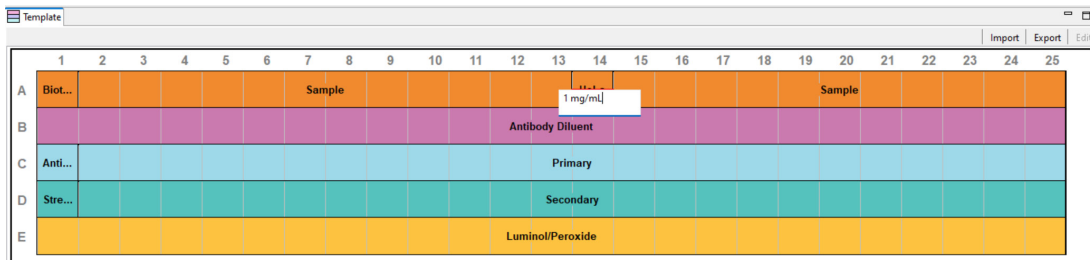 Template
Import Export Edit
1 2 3 4 5 6 7 8 9 10 11 12 13 14 15 16 17 18 19 20 21 22 23 24 25
A Biot... Sample Sample
1 mg/mL
B Antibody Diluent
C Anti... Primary
D Stre... Secondary
E Luminol/Peroxide